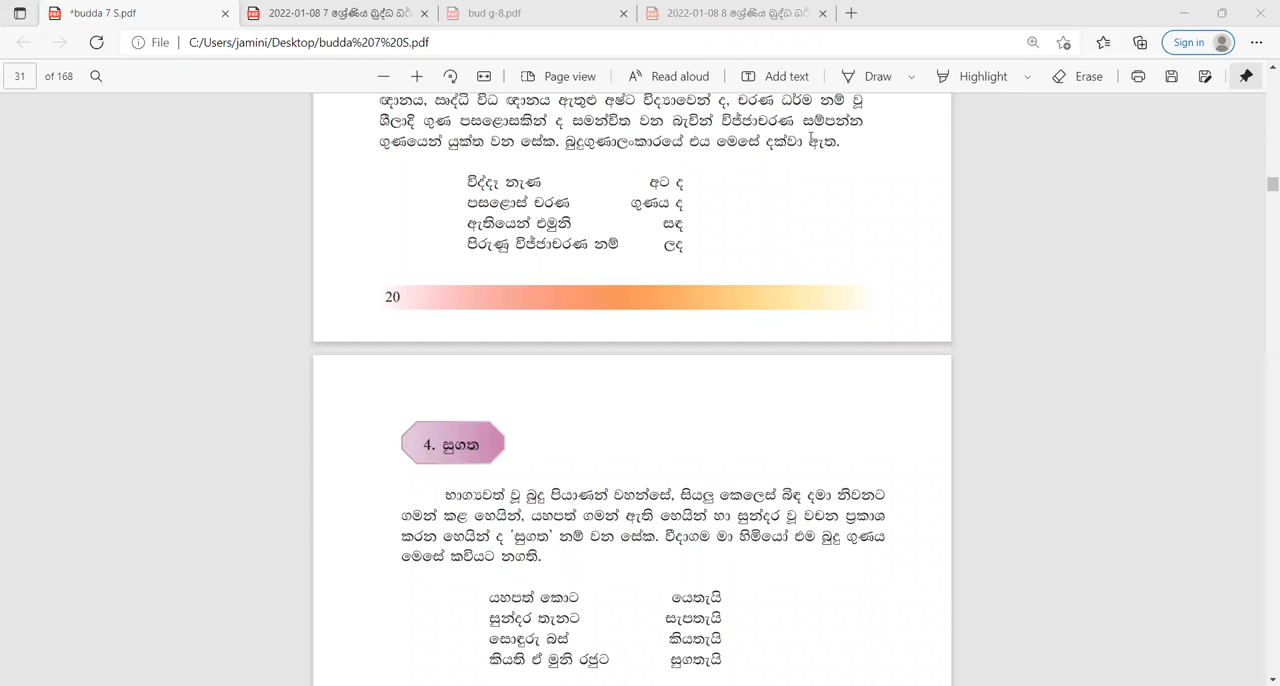 *budda 7 S.pdf
2022-01-08 7 ශ්‍රේණිය බුද්ධ ධර්
bud g-8.pdf
2022-01-08 8 ශ්‍රේණිය බුද්ධ ධර්
File C:/Users/jamini/Desktop/budda%207%20S.pdf
Sign in
31 of 168
Page view
Read aloud
Add text
Draw
Highlight
Erase
ඥානය, ඍද්ධි විධ ඥානය ඇතුළු අෂ්ට විද්‍යාවෙන් ද, චරණ ධර්ම නම් වූ
ශීලාදි ගුණ පසළොසකින් ද සමන්විත වන බැවින් විජ්ජාචරණ සම්පන්න
ගුණයෙන් යුක්ත වන සේක. බුදුගුණාලංකාරයේ එය මෙසේ දක්වා ඇත.
විද්දෑ නැණ අට ද
පසළොස් චරණ ගුණය ද
ඇතියෙන් එමුනි සඳ
පිරුණු විජ්ජාචරණ නම් ලද
20
4. සුගත
භාග්‍යවත් වූ බුදු පියාණන් වහන්සේ, සියලු කෙලෙස් බිඳ දමා නිවනට
ගමන් කළ හෙයින්, යහපත් ගමන් ඇති හෙයින් හා සුන්දර වූ වචන ප්‍රකාශ
කරන හෙයින් ද 'සුගත' නම් වන සේක. වීදාගම මා හිමියෝ එම බුදු ගුණය
මෙසේ කවියට නගති.
යහපත් කොට යෙතැයි
සුන්දර තැනට සැපතැයි
සොඳුරු බස් කියතැයි
කියති ඒ මුනි රජුට සුගතැයි